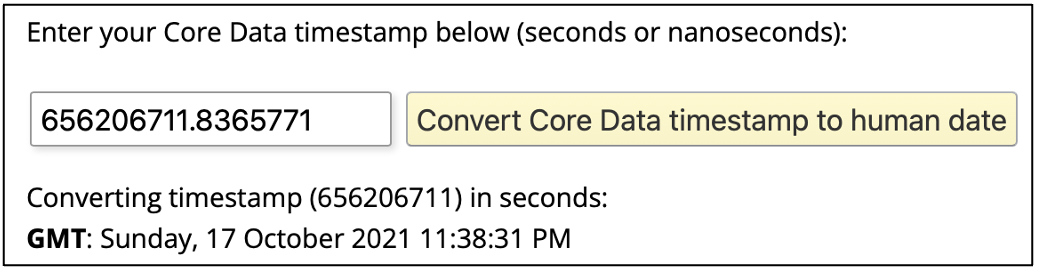 Enter your Core Data timestamp below (seconds or nanoseconds):
656206711.8365771 Convert Core Data timestamp to human date
Converting timestamp (656206711) in seconds:
GMT: Sunday, 17 October 2021 11:38:31 PM